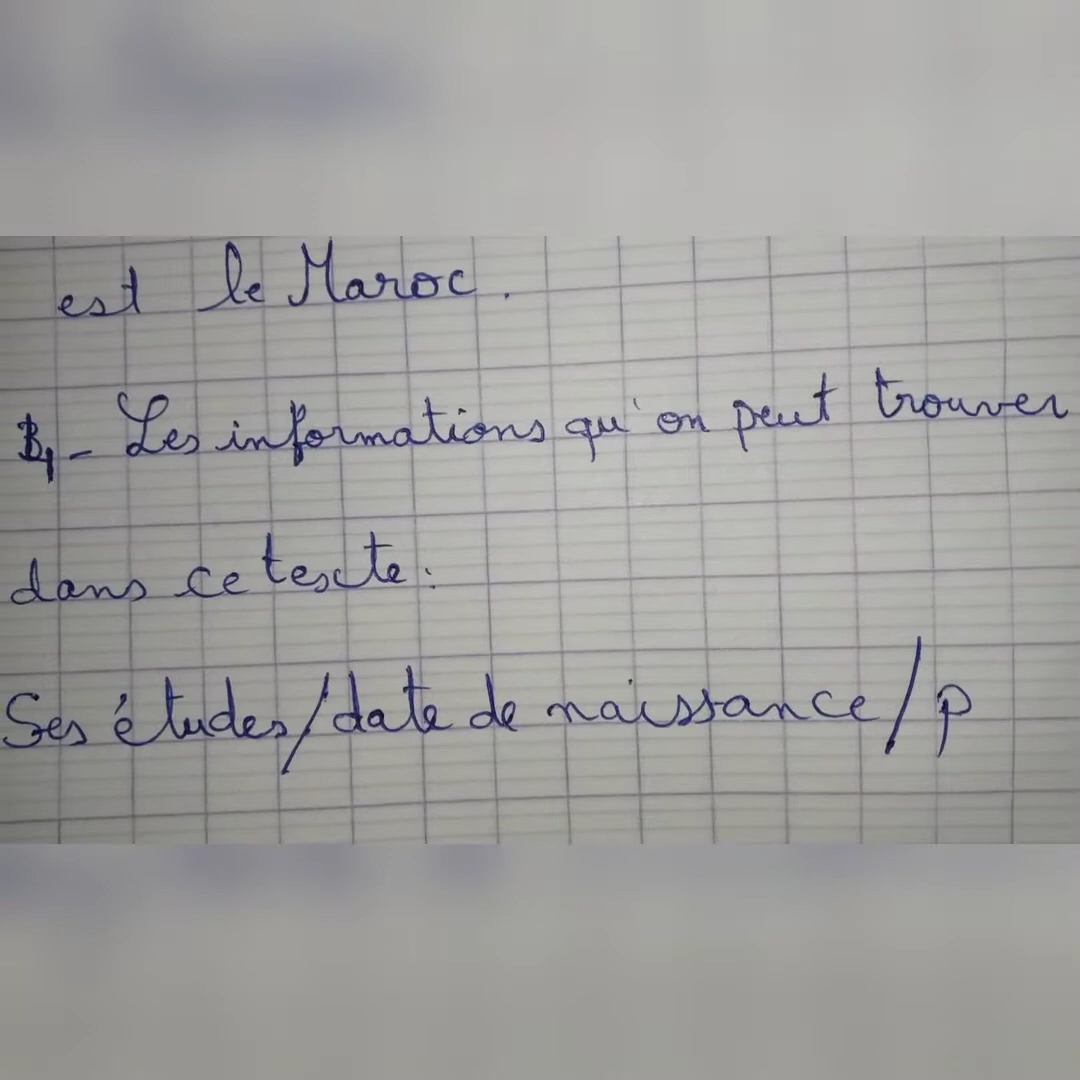 est le Maroc.
B1- Les informations qu'on peut trouver
dans ce texte:
Ses études/date de naissance/p